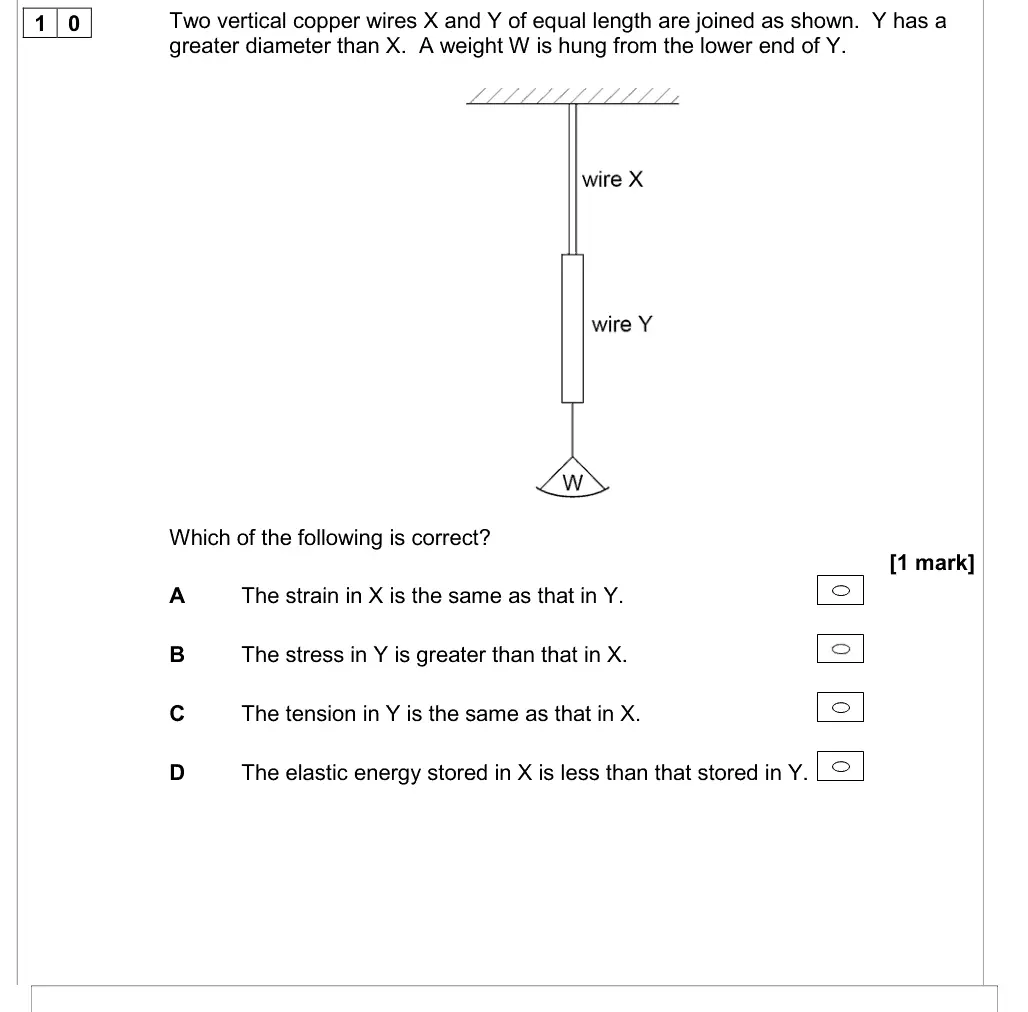 1 0
Two vertical copper wires X and Y of equal length are joined as shown. Y has a
greater diameter than X. A weight W is hung from the lower end of Y.
wire X
wire Y
W
Which of the following is correct?
[1 mark]
A The strain in X is the same as that in Y.
B The stress in Y is greater than that in X.
C The tension in Y is the same as that in X.
D The elastic energy stored in X is less than that stored in Y.